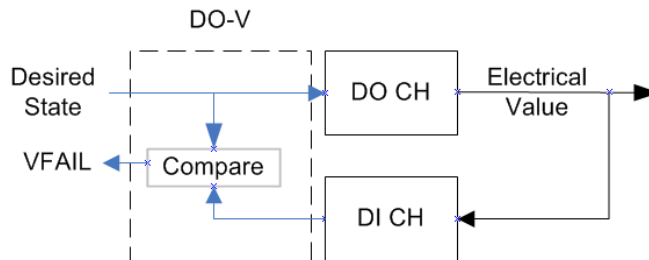 DO-V
Desired
State
DO CH
Electrical
Value
VFAIL
Compare
DI CH